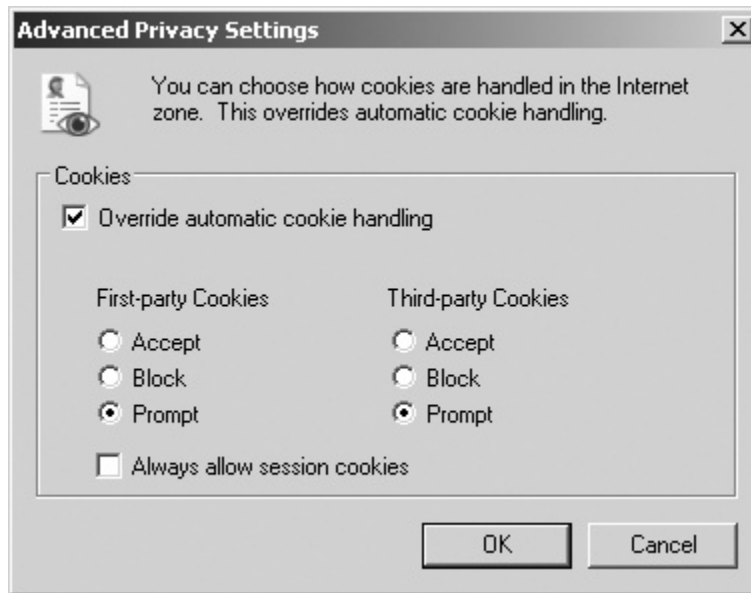 Advanced Privacy Settings
You can choose how cookies are handled in the Internet
zone.  This overrides automatic cookie handling.
Cookies
Override automatic cookie handling
First-party Cookies
Third-party Cookies
Accept
Accept
Block
Block
Prompt
Prompt
Always allow session cookies
OK
Cancel